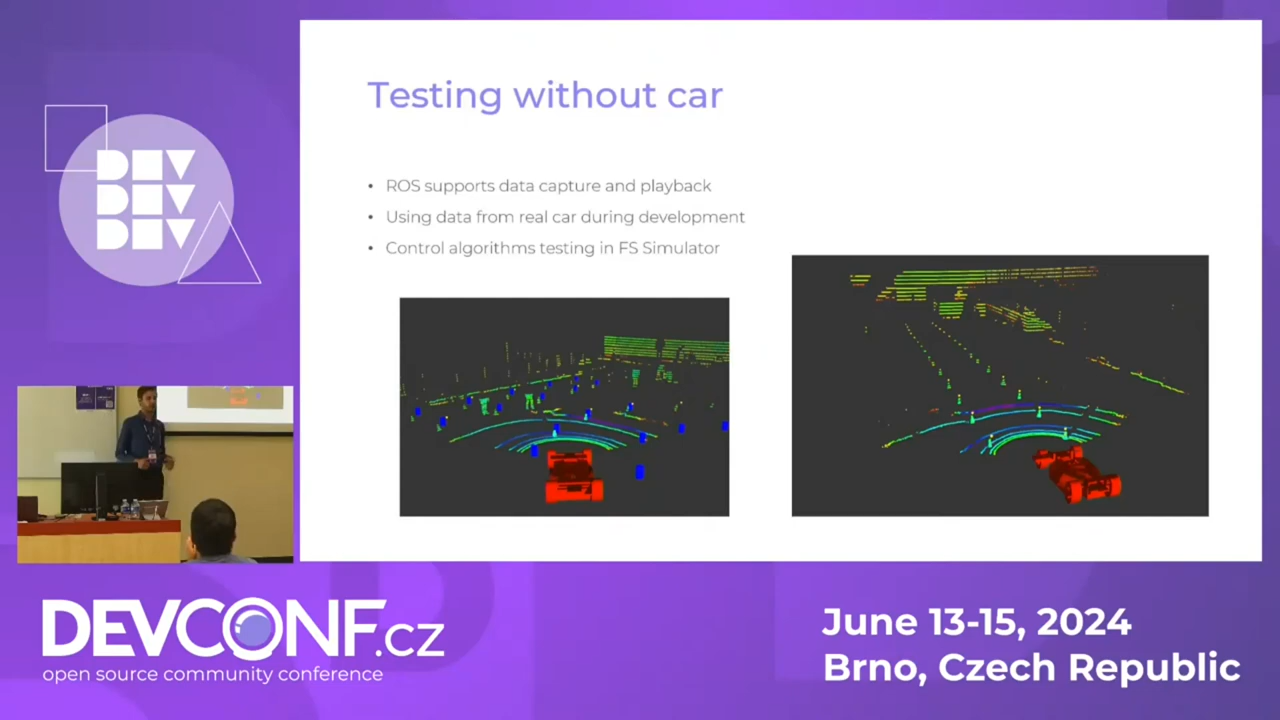 Testing without car
• ROS supports data capture and playback
• Using data from real car during development
• Control algorithms testing in FS Simulator
DEV
DEV
DEV
DEVCONF.cz
open source community conference
June 13-15, 2024
Brno, Czech Republic